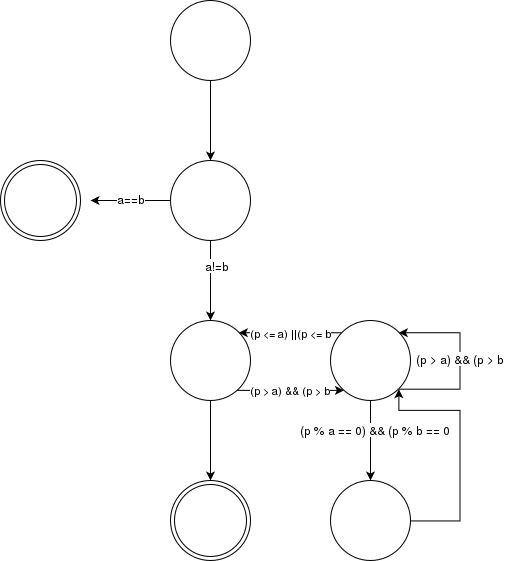 a==b
a!=b
(p <= a) ||(p <= b
(p > a) && (p > b
(p > a) && (p > b
(p % a == 0) && (p % b == 0